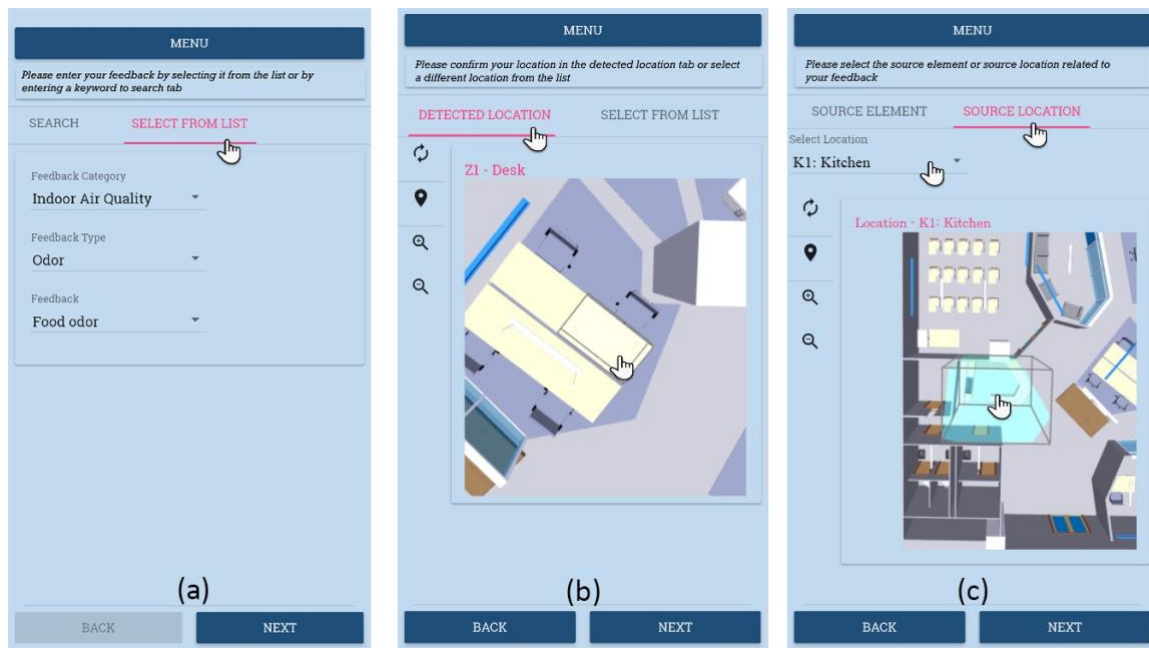 MENU
Please enter your feedback by selecting it from the list or by
entering a keyword to search tab
SEARCH
SELECT FROM LIST
Feedback Category
Indoor Air Quality
Feedback Type
Odor
Feedback
Food odor
(a)
BACK
NEXT
MENU
Please confirm your location in the detected location tab or select
a different location from the list
DETECTED LOCATION
SELECT FROM LIST
Z1 - Desk
(b)
BACK
NEXT
MENU
Please select the source element or source location related to
your feedback
SOURCE ELEMENT
SOURCE LOCATION
Select Location
K1: Kitchen
Location - K1: Kitchen
(c)
BACK
NEXT